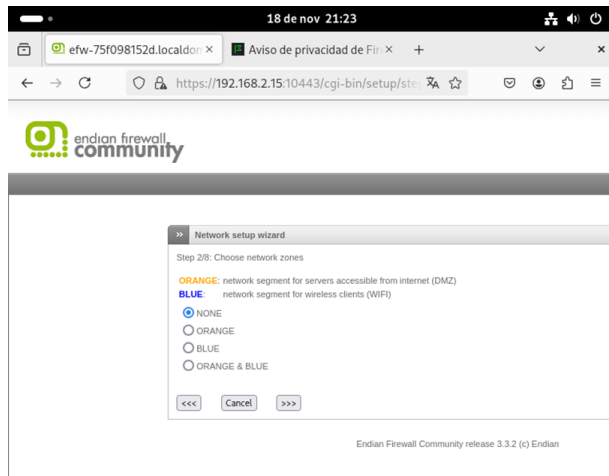 18 de nov 21:23
efw-75f098152d.localdon
Aviso de privacidad de Fir
https://192.168.2.15:10443/cgi-bin/setup/ste
endian firewall
community
Network setup wizard
Step 2/8: Choose network zones
ORANGE: network segment for servers accessible from internet (DMZ)
BLUE: network segment for wireless clients (WIFI)
NONE
ORANGE
BLUE
ORANGE & BLUE
<<< Cancel >>>
Endian Firewall Community release 3.3.2 (c) Endian